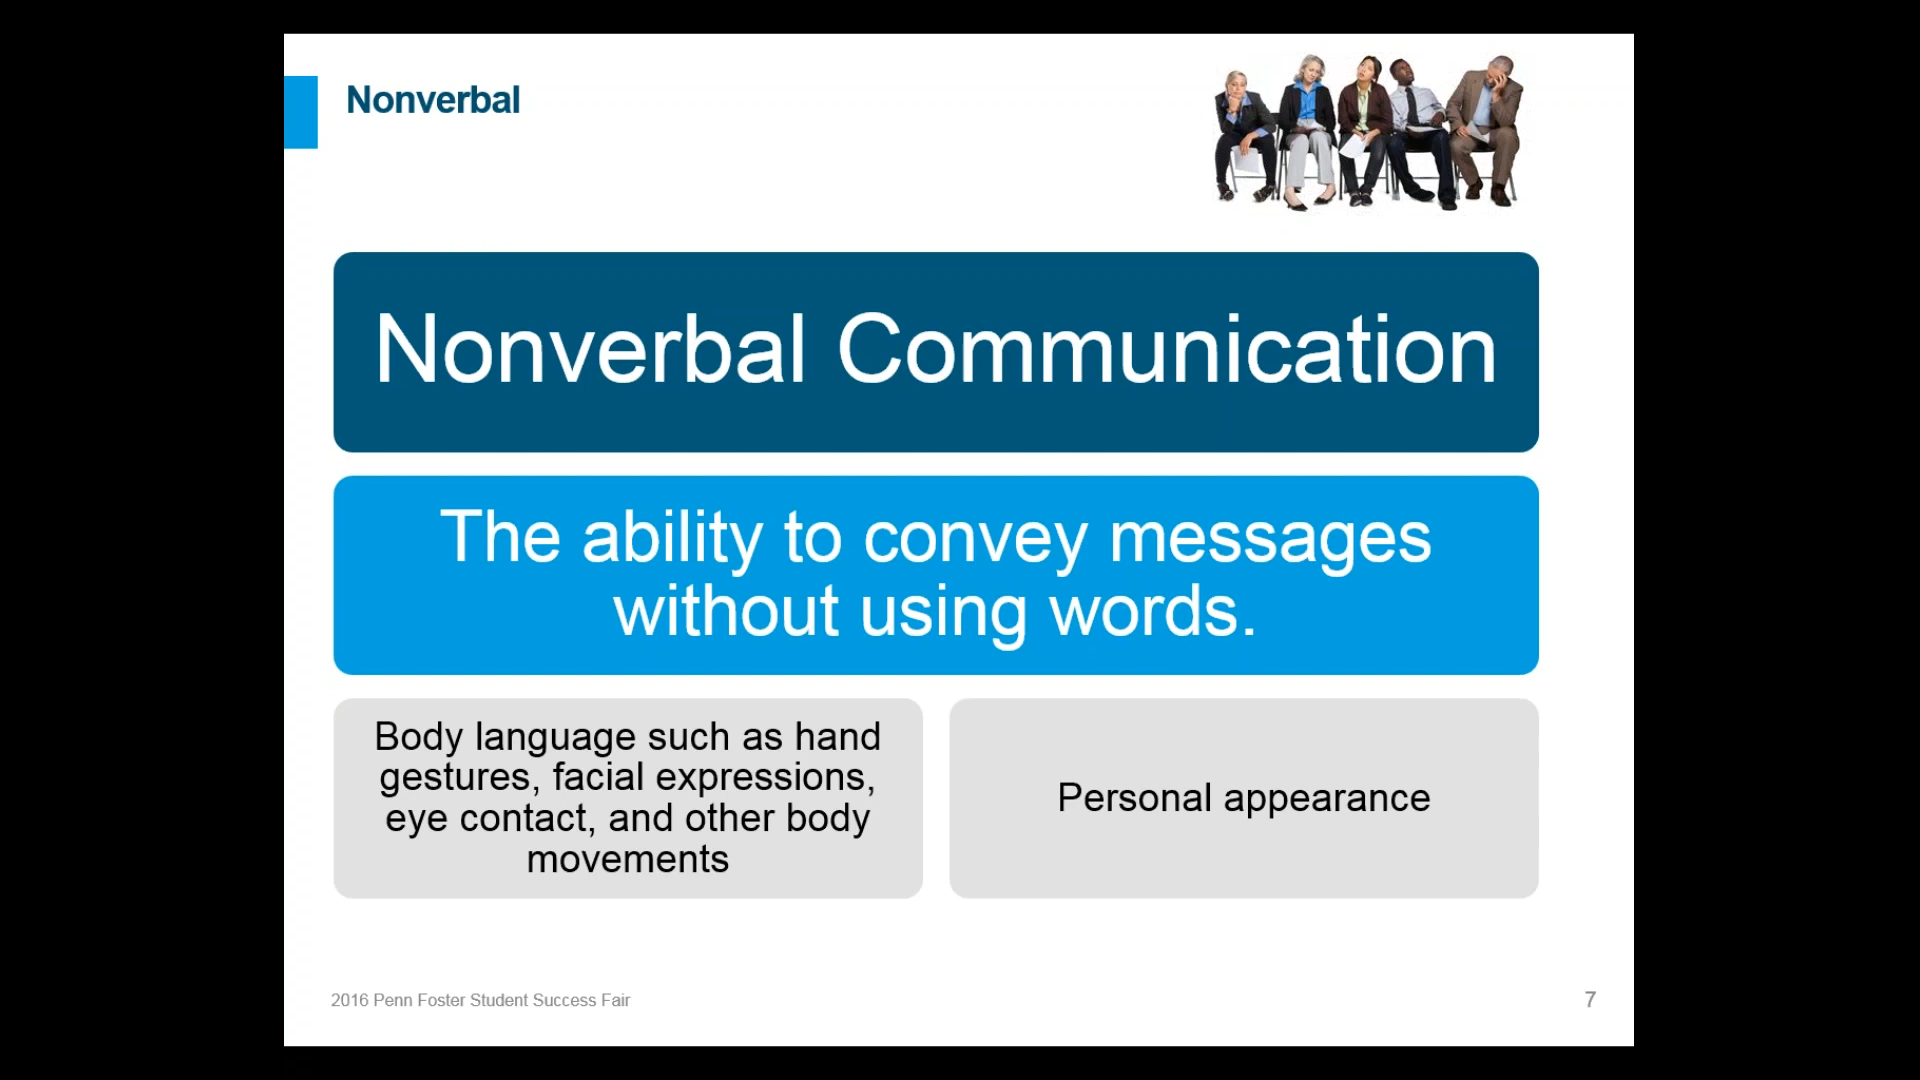 Nonverbal
Nonverbal Communication
The ability to convey messages
without using words.
Body language such as hand
gestures, facial expressions,
eye contact, and other body
movements
Personal appearance
2016 Penn Foster Student Success Fair
7